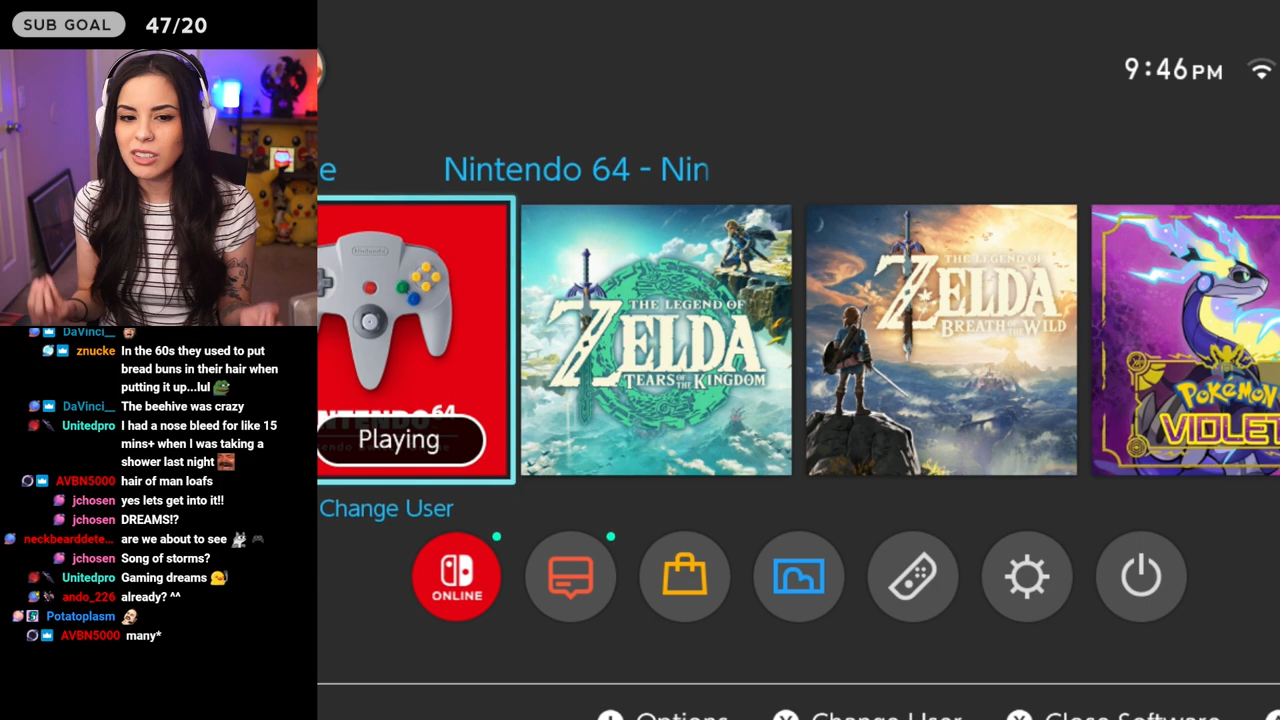 SUB GOAL 47/20
9:46 PM
e Nintendo 64 - Nin
Nintendo
64
Playing
THE LEGEND OF
ZELDA
TEARS OF THE KINGDOM
THE LEGEND OF
ZELDA
BREATH OF THE WILD
POKÉMON
VIOLET
Change User
ONLINE
Options
Change User
Close Software
DaVinci__
znucke In the 60s they used to put
bread buns in their hair when
putting it up...lul
DaVinci__ The beehive was crazy
Unitedpro I had a nose bleed for like 15
mins+ when I was taking a
shower last night
AVBN5000 hair of man loafs
jchosen yes lets get into it!!
jchosen DREAMS!?
neckbearddete... are we about to see
jchosen Song of storms?
Unitedpro Gaming dreams
ando_226 already? ^^
Potatoplasm
AVBN5000 many*